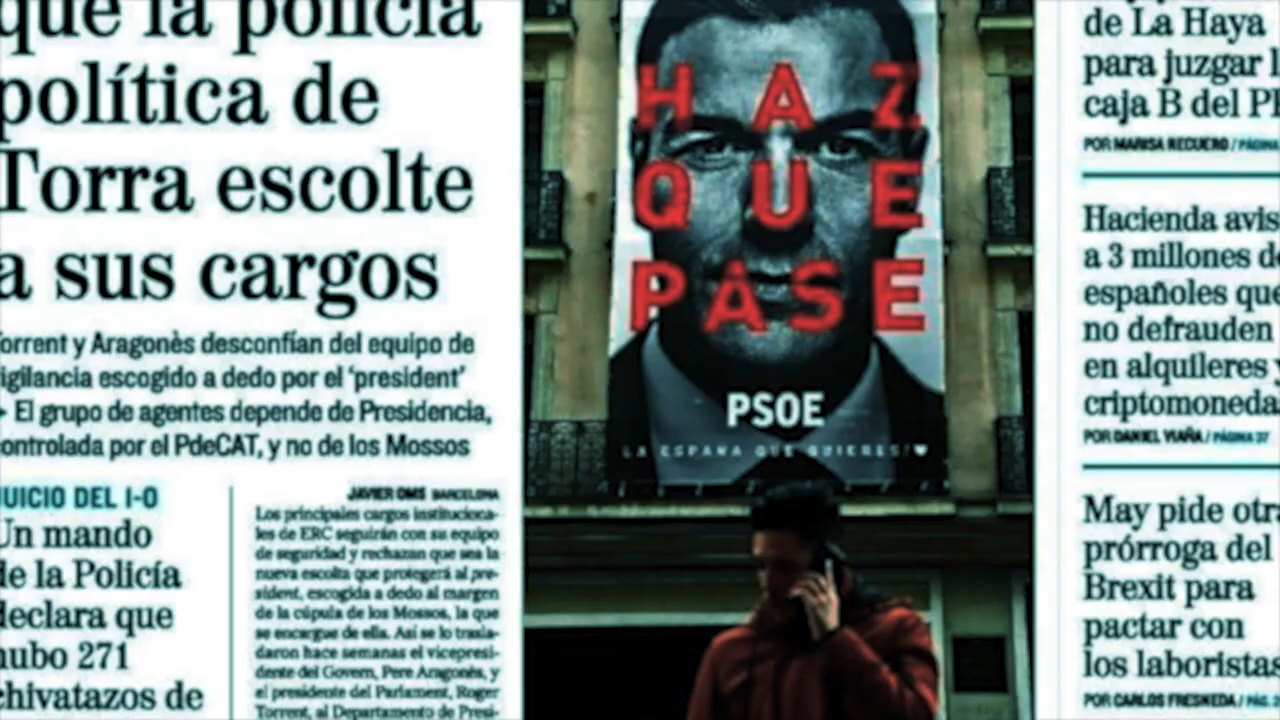 que la policía
política de
Torra escolte
a sus cargos
Torrent y Aragonès desconfían del equipo de
vigilancia escogido a dedo por el ‘president’
El grupo de agentes depende de Presidencia,
controlada por el PdeCAT, y no de los Mossos
JUICIO DEL 1-O
Un mando
de la Policía
declara que
hubo 271
chivatazos de
JAVIER OMS BARCELONA
Los principales cargos instituciona-
les de ERC seguirán con su equipo
de seguridad y rechazan que sea la
nueva escolta que protegerá al pre-
sident, escogida a dedo al margen
de la cúpula de los Mossos, la que
se encargue de ella. Así se lo trasla-
daron hace semanas el vicepresi-
dente del Govern, Pere Aragonès, y
el presidente del Parlament, Roger
Torrent, al Departamento de Presi-
HAZ
QUE
PASE
PSOE
LA ESPAÑA QUE QUIERES!
de La Haya
para juzgar l
caja B del P
POR MARISA RECUERO / PÁGINA
Hacienda avis
a 3 millones de
españoles que
no defrauden
en alquileres y
criptomoneda
POR DANIEL VIAÑA / PÁGINA 27
May pide otra
prórroga del
Brexit para
pactar con
los laboristas
POR CARLOS FRESNEDA / PÁG.